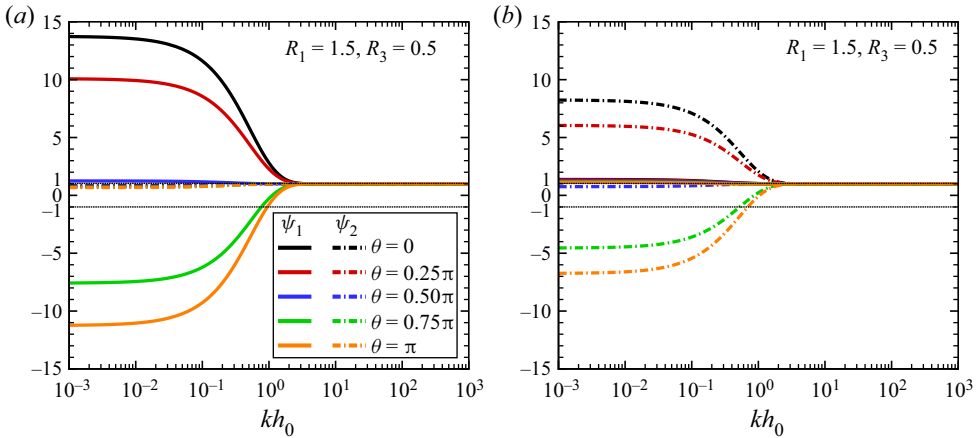 (a)
R1 = 1.5, R3 = 0.5
15
10
5
1
0
−1
−5
−10
−15
ψ1 ψ2
θ = 0
θ = 0.25π
θ = 0.50π
θ = 0.75π
θ = π
10⁻³ 10⁻² 10⁻¹ 10⁰ 10¹ 10² 10³
kh₀
(b)
R1 = 1.5, R3 = 0.5
15
10
5
1
0
−1
−5
−10
−15
10⁻³ 10⁻² 10⁻¹ 10⁰ 10¹ 10² 10³
kh₀